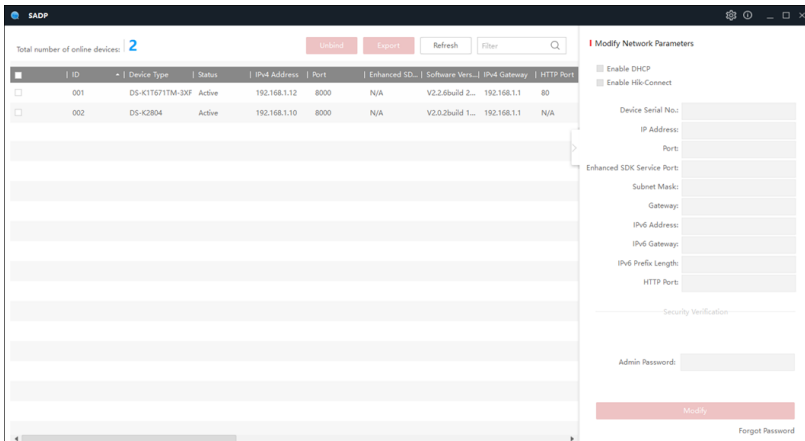 SADP
Total number of online devices: 2
Unbind
Export
Refresh
Filter
| ID | Device Type | Status | IPv4 Address | Port | Enhanced SD... | Software Vers... | IPv4 Gateway | HTTP Port
001 DS-K1T671TM-3XF Active 192.168.1.12 8000 N/A V2.2.6build 2... 192.168.1.1 80
002 DS-K2804 Active 192.168.1.10 8000 N/A V2.0.2build 1... 192.168.1.1 N/A
Modify Network Parameters
Enable DHCP
Enable Hik-Connect
Device Serial No.:
IP Address:
Port:
Enhanced SDK Service Port:
Subnet Mask:
Gateway:
IPv6 Address:
IPv6 Gateway:
IPv6 Prefix Length:
HTTP Port:
Security Verification
Admin Password:
Modify
Forgot Password